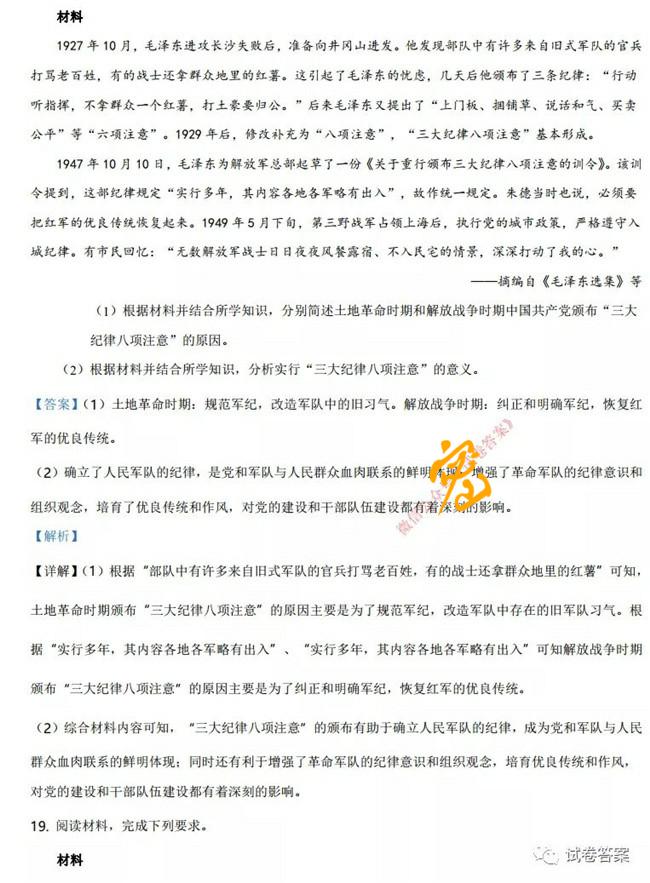 材料
1927 年 10 月，毛泽东进攻长沙失败后，准备向井冈山进发。他发现部队中有许多来自旧式军队的官兵
打骂老百姓，有的战士还拿群众地里的红薯。这引起了毛泽东的忧虑，几天后他颁布了三条纪律：“行动
听指挥，不拿群众一个红薯，打土豪要归公。”后来毛泽东又提出了“上门板、捆铺草、说话和气、买卖
公平”等“六项注意”。1929 年后，修改补充为“八项注意”，“三大纪律八项注意”基本形成。
1947 年 10 月 10 日，毛泽东为解放军总部起草了一份《关于重行颁布三大纪律八项注意的训令》。该训
令提到，这部纪律规定“实行多年，其内容各地各军略有出入”，故作统一规定。朱德当时也说，必须要
把红军的优良传统恢复起来。1949 年 5 月下旬，第三野战军占领上海后，执行党的城市政策，严格遵守入
城纪律。有市民回忆：“无数解放军战士日日夜夜风餐露宿、不入民宅的情景，深深打动了我的心。”
——摘编自《毛泽东选集》等
（1）根据材料并结合所学知识，分别简述土地革命时期和解放战争时期中国共产党颁布“三大
纪律八项注意”的原因。
（2）根据材料并结合所学知识，分析实行“三大纪律八项注意”的意义。
【答案】（1）土地革命时期：规范军纪，改造军队中的旧习气。解放战争时期：纠正和明确军纪，恢复红
军的优良传统。
（2）确立了人民军队的纪律，是党和军队与人民群众血肉联系的鲜明体现；增强了革命军队的纪律意识和
组织观念，培育了优良传统和作风，对党的建设和干部队伍建设都有着深刻的影响。
【解析】
【详解】（1）根据“部队中有许多来自旧式军队的官兵打骂老百姓，有的战士还拿群众地里的红薯”可知，
土地革命时期颁布“三大纪律八项注意”的原因主要是为了规范军纪，改造军队中存在的旧军队习气。根
据“实行多年，其内容各地各军略有出入”、“实行多年，其内容各地各军略有出入”可知解放战争时期
颁布“三大纪律八项注意”的原因主要是为了纠正和明确军纪，恢复红军的优良传统。
（2）综合材料内容可知，“三大纪律八项注意”的颁布有助于确立人民军队的纪律，成为党和军队与人民
群众血肉联系的鲜明体现；同时还有利于增强了革命军队的纪律意识和组织观念，培育优良传统和作风，
对党的建设和干部队伍建设都有着深刻的影响。
19. 阅读材料，完成下列要求。
材料
试卷答案